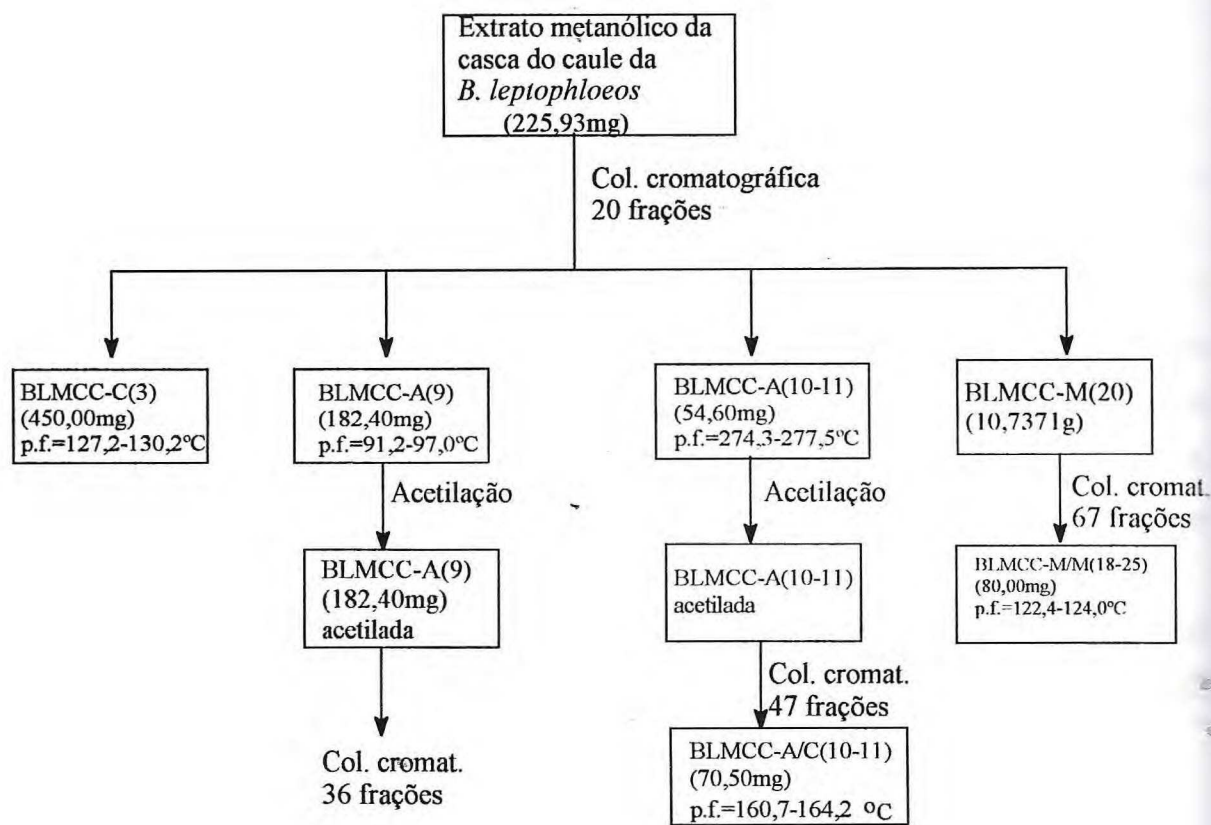 Extrato metanólico da
casca do caule da
B. leptophloeos
(225,93mg)
Col. cromatográfica
20 frações
BLMCC-C(3)
(450,00mg)
p.f.=127,2-130,2ºC
BLMCC-A(9)
(182,40mg)
p.f.=91,2-97,0ºC
BLMCC-A(10-11)
(54,60mg)
p.f.=274,3-277,5ºC
BLMCC-M(20)
(10,7371g)
Acetilação
Acetilação
Col. cromat.
67 frações
BLMCC-A(9)
(182,40mg)
acetilada
BLMCC-A(10-11)
acetilada
BLMCC-M/M(18-25)
(80,00mg)
p.f.=122,4-124,0ºC
Col. cromat.
36 frações
Col. cromat.
47 frações
BLMCC-A/C(10-11)
(70,50mg)
p.f.=160,7-164,2 ºC